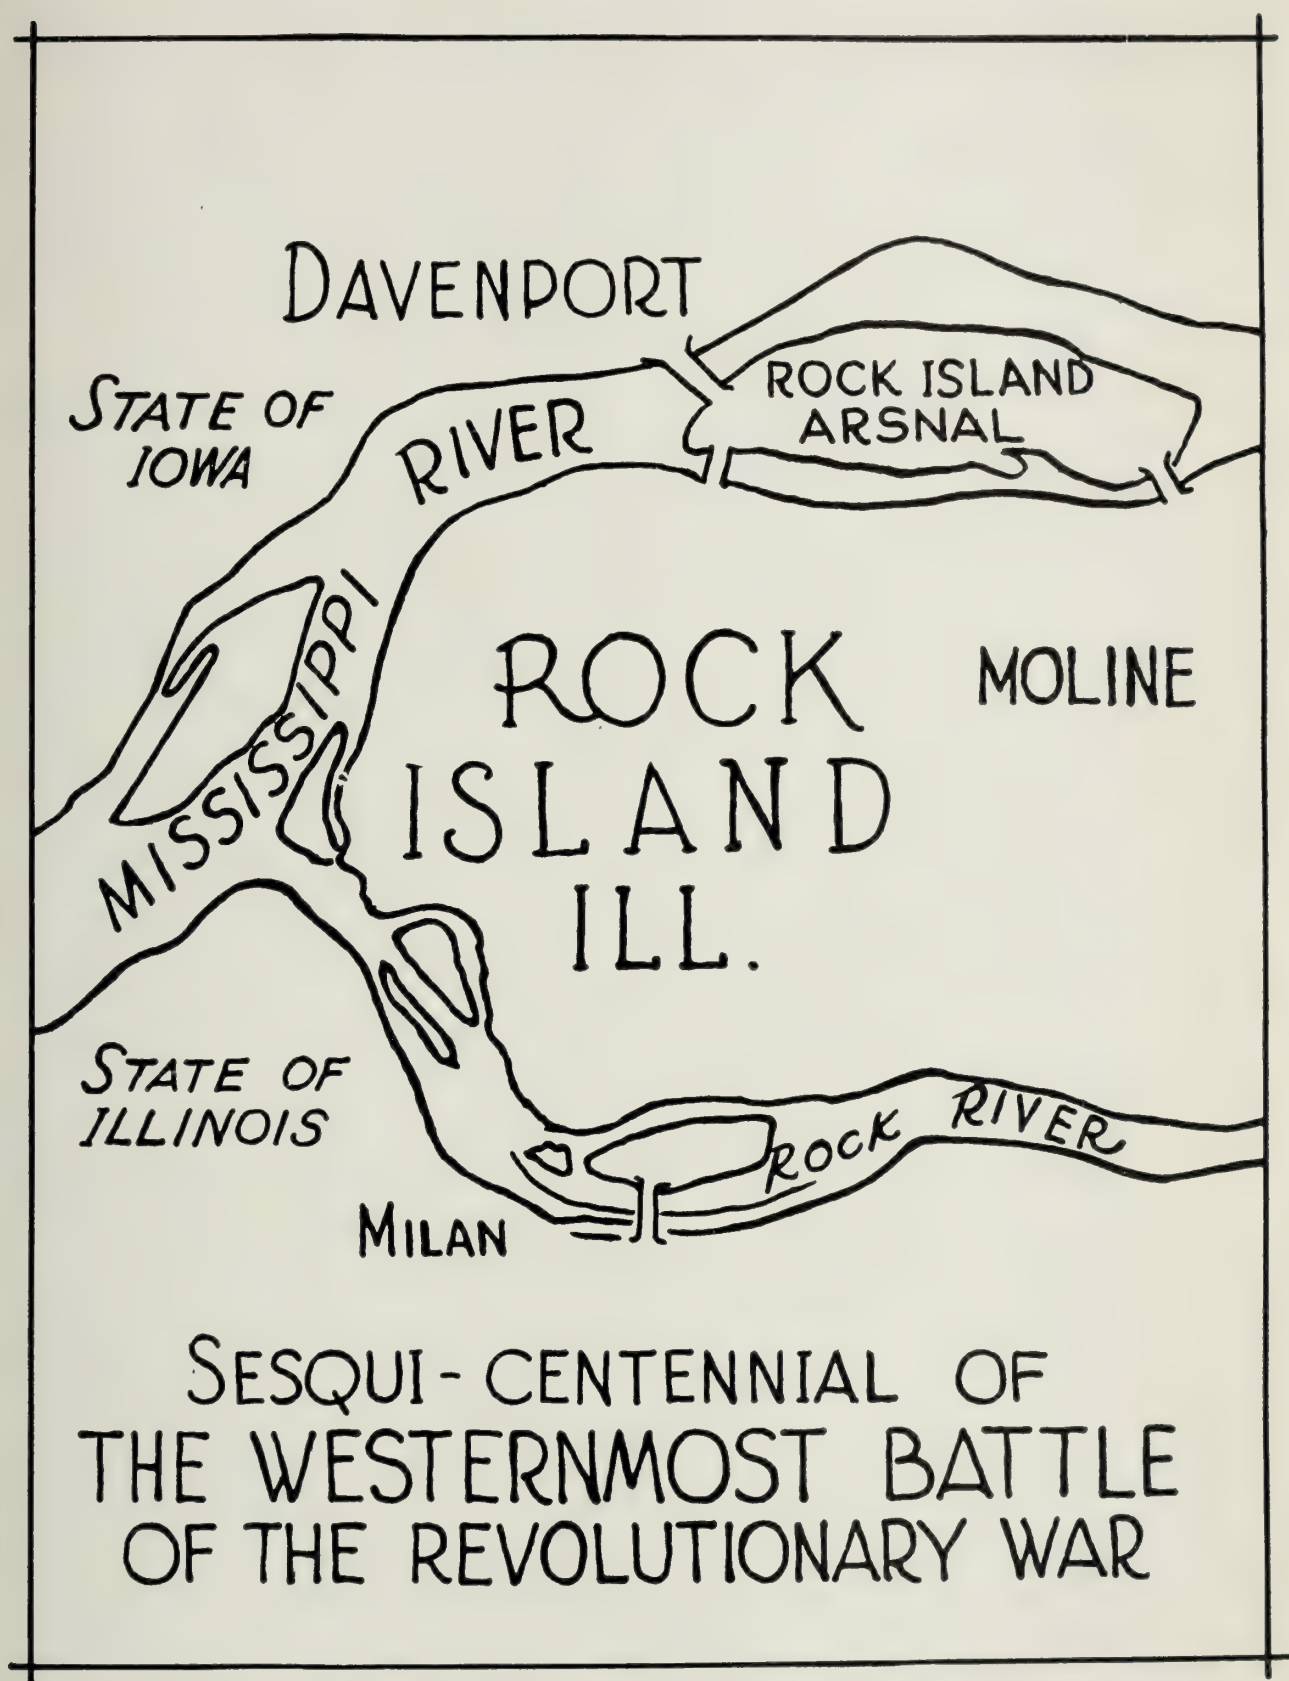 DAVENPORT
STATE OF
IOWA
ROCK ISLAND
ARSNAL
MISSISSIPPI RIVER
ROCK
ISLAND
ILL.
MOLINE
STATE OF
ILLINOIS
ROCK RIVER
MILAN
SESQUI-CENTENNIAL OF
THE WESTERNMOST BATTLE
OF THE REVOLUTIONARY WAR